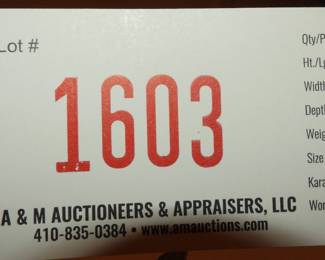 Lot #
1603
A & M AUCTIONEERS & APPRAISERS, LLC
410-835-0384 • www.amauctions.com
Qty/P
Ht./Lg
Width
Depth
Weig
Size
Kara
Wor